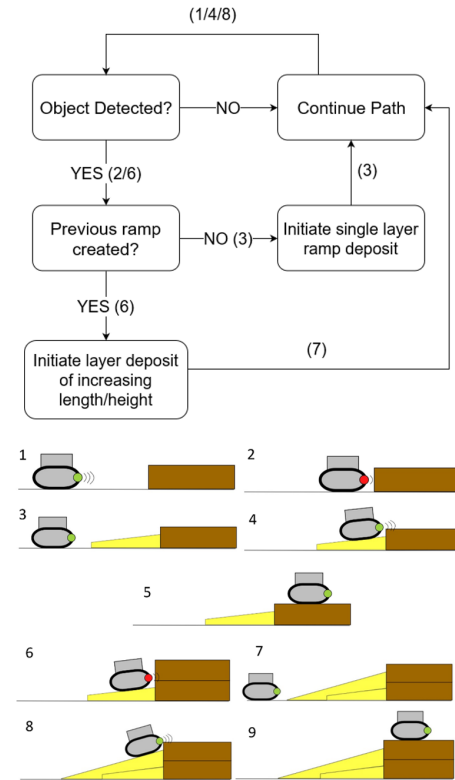 (1/4/8)
Object Detected?
NO
Continue Path
YES (2/6)
(3)
Previous ramp
created?
NO (3)
Initiate single layer
ramp deposit
YES (6)
(7)
Initiate layer deposit
of increasing
length/height
1
2
3
4
5
6
7
8
9